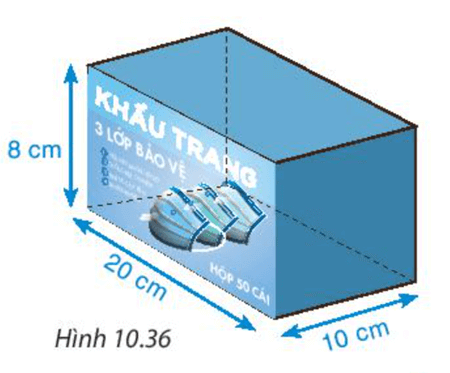 KHẨU TRANG
3 LỚP BẢO VỆ
HỘP 50 CÁI
8 cm
20 cm
10 cm
Hình 10.36